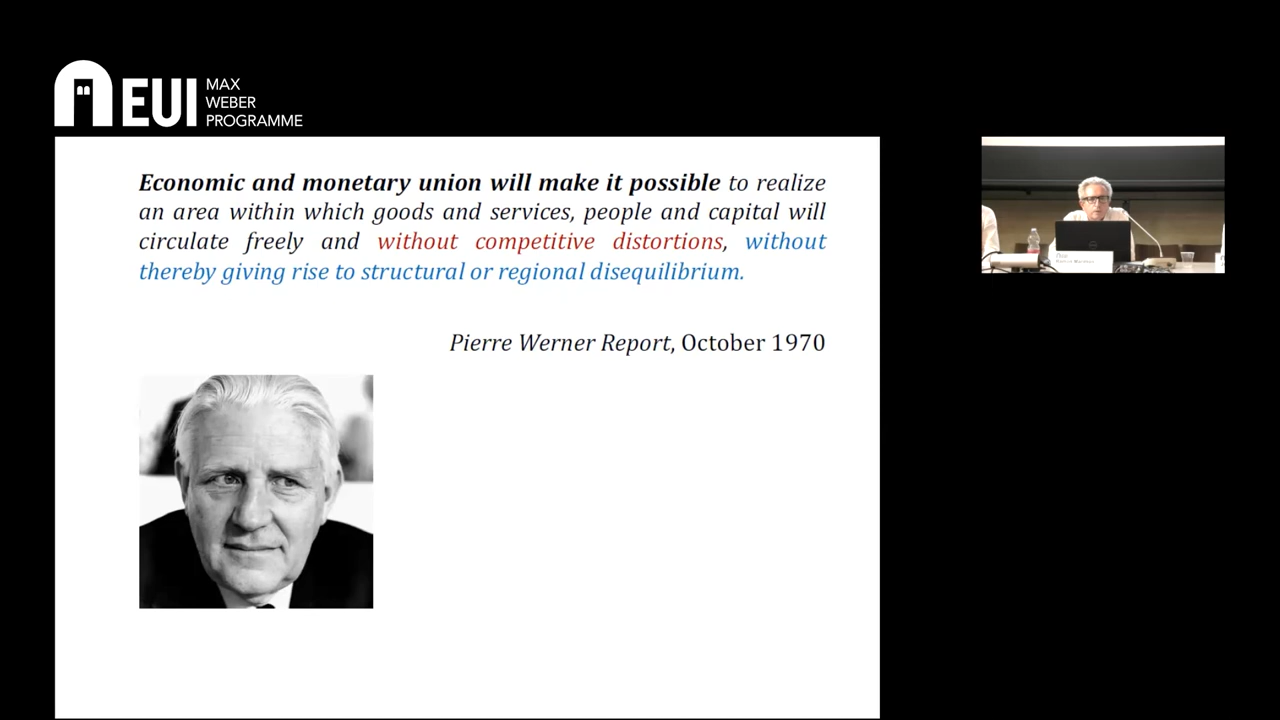 EUI
MAX
WEBER
PROGRAMME
Economic and monetary union will make it possible to realize
an area within which goods and services, people and capital will
circulate freely and without competitive distortions, without
thereby giving rise to structural or regional disequilibrium.
Pierre Werner Report, October 1970